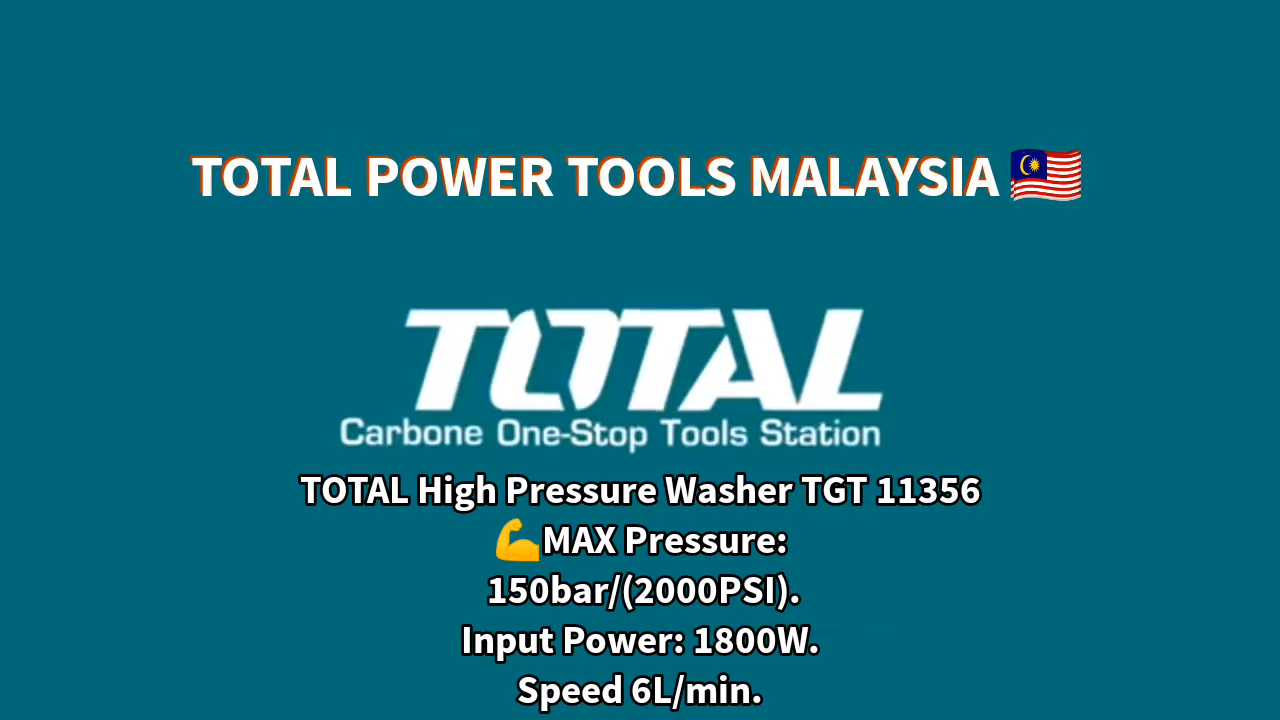 TOTAL POWER TOOLS MALAYSIA 🇲🇾
TOTAL
Carbone One-Stop Tools Station
TOTAL High Pressure Washer TGT 11356
💪MAX Pressure:
150bar/(2000PSI).
Input Power: 1800W.
Speed 6L/min.